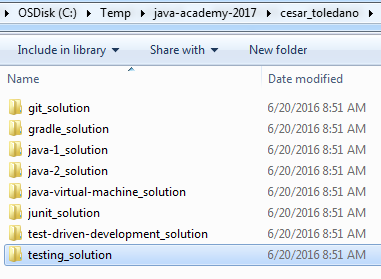 OSDisk (C:) Temp java-academy-2017 cesar_toledano
Include in library Share with New folder
Name Date modified
git_solution 6/20/2016 8:51 AM
gradle_solution 6/20/2016 8:51 AM
java-1_solution 6/20/2016 8:51 AM
java-2_solution 6/20/2016 8:51 AM
java-virtual-machine_solution 6/20/2016 8:51 AM
junit_solution 6/20/2016 8:51 AM
test-driven-development_solution 6/20/2016 8:51 AM
testing_solution 6/20/2016 8:51 AM